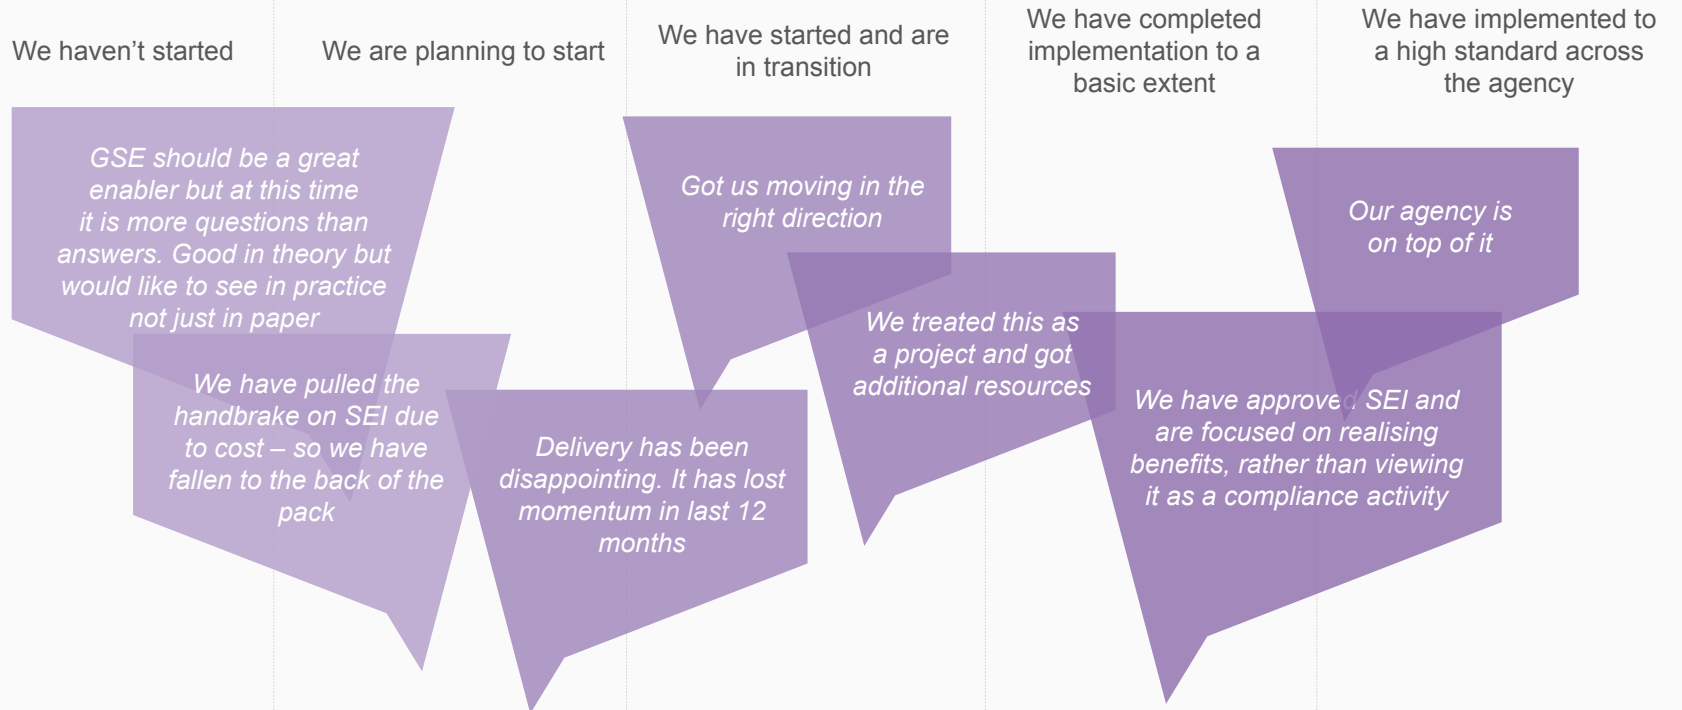 We haven’t started
We are planning to start
We have started and are
in transition
We have completed
implementation to a
basic extent
We have implemented to
a high standard across
the agency
GSE should be a great
enabler but at this time
it is more questions than
answers. Good in theory but
would like to see in practice
not just in paper
We have pulled the
handbrake on SEI due
to cost – so we have
fallen to the back of the
pack
Delivery has been
disappointing. It has lost
momentum in last 12
months
Got us moving in the
right direction
We treated this as
a project and got
additional resources
We have approved SEI and
are focused on realising
benefits, rather than viewing
it as a compliance activity
Our agency is
on top of it